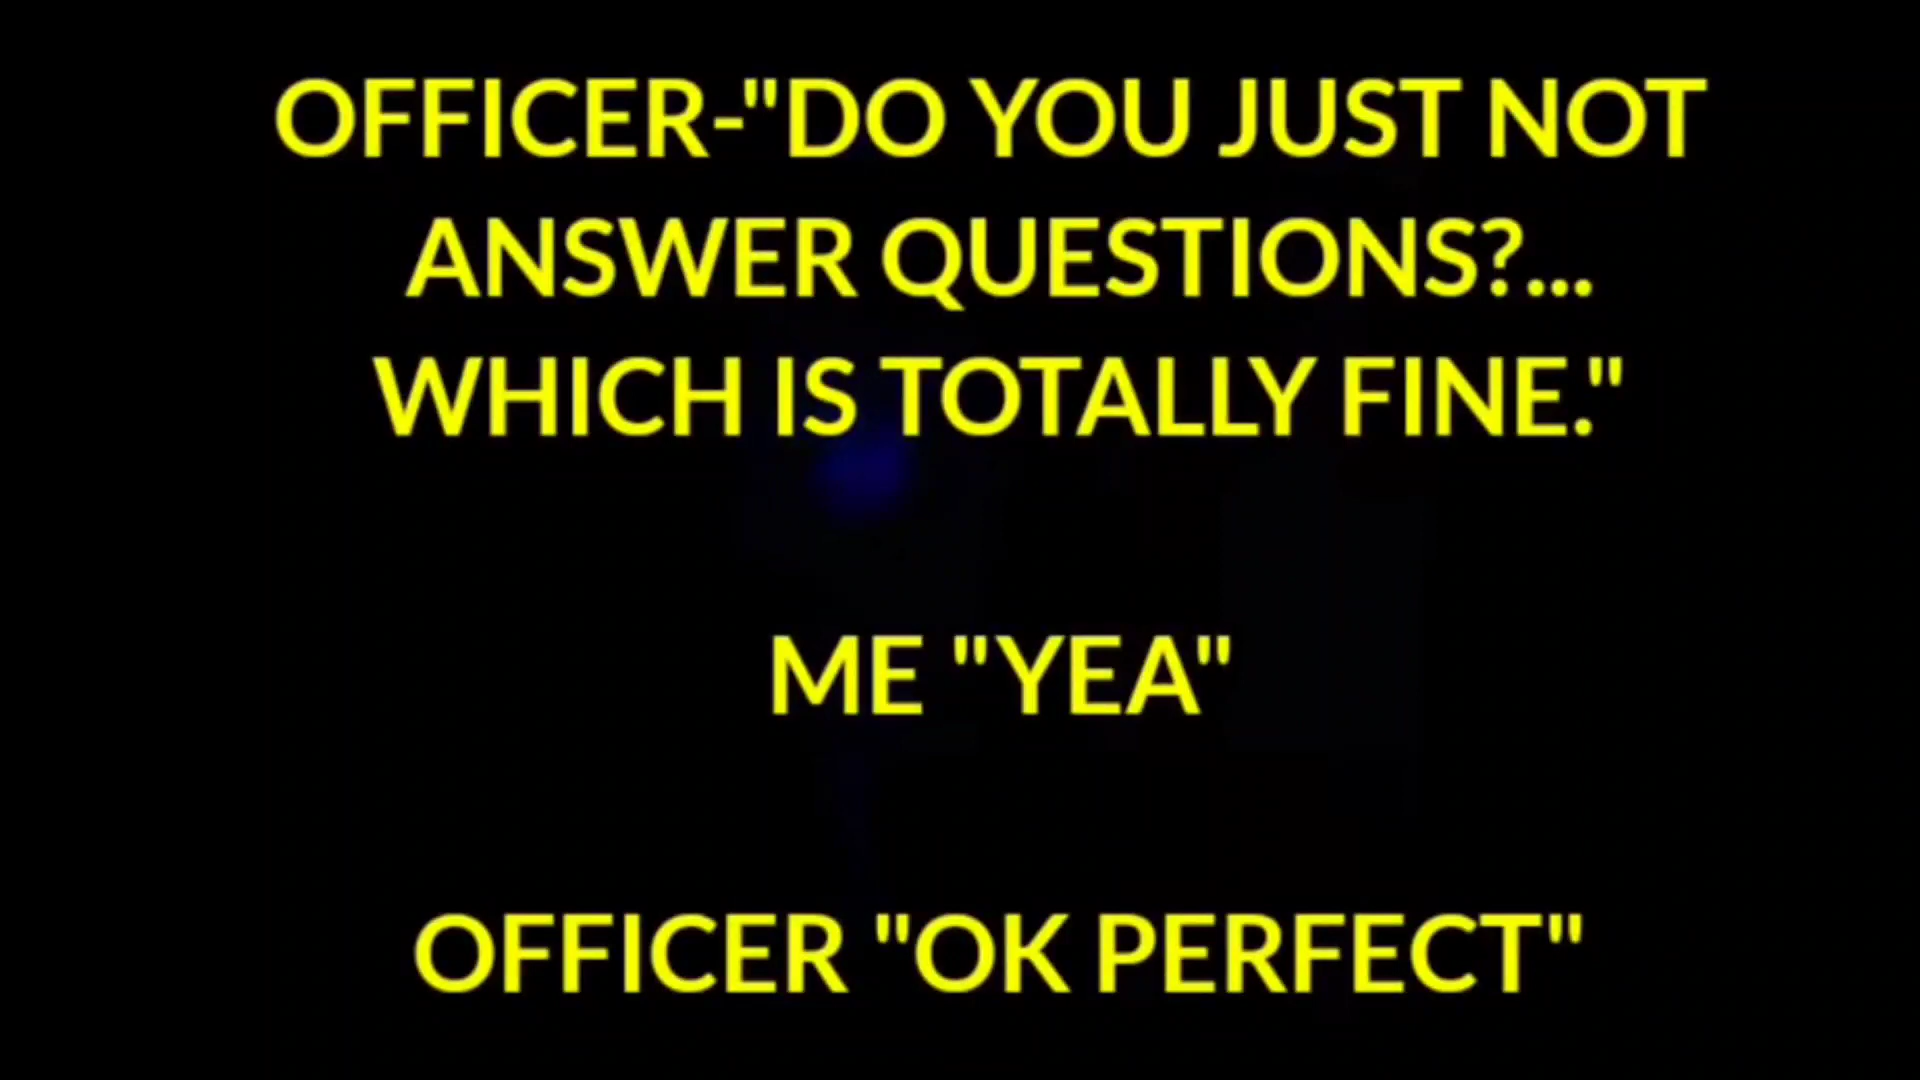 OFFICER-"DO YOU JUST NOT
ANSWER QUESTIONS?...
WHICH IS TOTALLY FINE."
ME "YEA"
OFFICER "OK PERFECT"